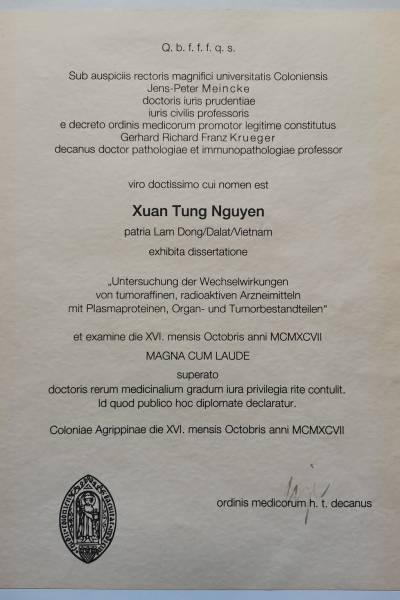 Q. b. f. f. f. q. s.
Sub auspiciis rectoris magnifici universitatis Coloniensis
Jens-Peter Meincke
doctoris iuris prudentiae
iuris civilis professoris
e decreto ordinis medicorum promotor legitime constitutus
Gerhard Richard Franz Krueger
decanus doctor pathologiae et immunopathologiae professor
viro doctissimo cui nomen est
Xuan Tung Nguyen
patria Lam Dong/Dalat/Vietnam
exhibita dissertatione
„Untersuchung der Wechselwirkungen
von tumoraffinen, radioaktiven Arzneimitteln
mit Plasmaproteinen, Organ- und Tumorbestandteilen"
et examine die XVI. mensis Octobris anni MCMXCVII
MAGNA CUM LAUDE
superato
doctoris rerum medicinalium gradum iura privilegia rite contulit.
Id quod publico hoc diplomate declaratur.
Coloniae Agrippinae die XVI. mensis Octobris anni MCMXCVII
ordinis medicorum h. t. decanus